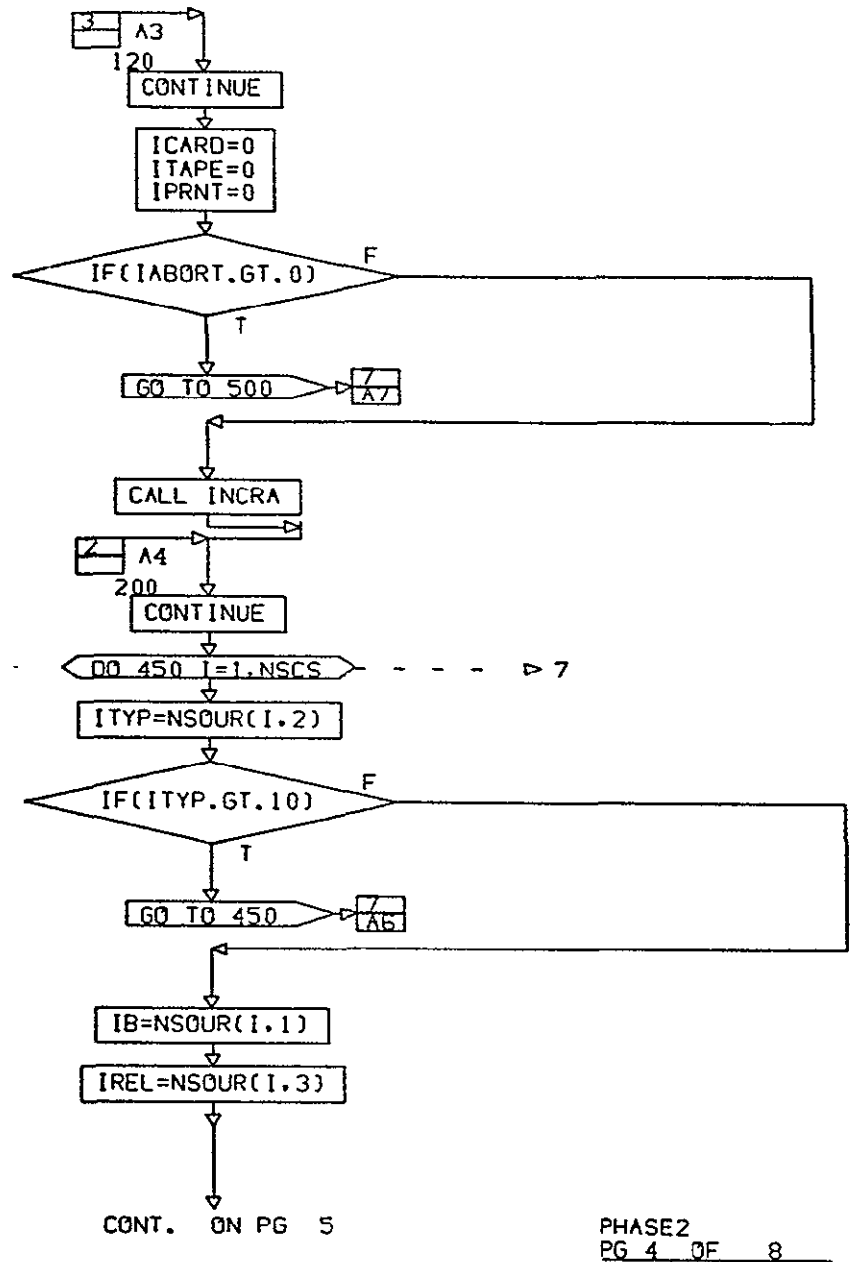 3
A3
120
CONTINUE
ICARD=0
ITAPE=0
IPRNT=0
IF(IABORT.GT.0)
F
T
GO TO 500
7
A7
CALL INCRA
2
A4
200
CONTINUE
DO 450 I=1,NSCS
7
ITYP=NSOUR(I,2)
IF(ITYP.GT.10)
F
T
GO TO 450
7
A6
IB=NSOUR(I,1)
IREL=NSOUR(I,3)
CONT. ON PG 5
PHASE2
PG 4 OF 8